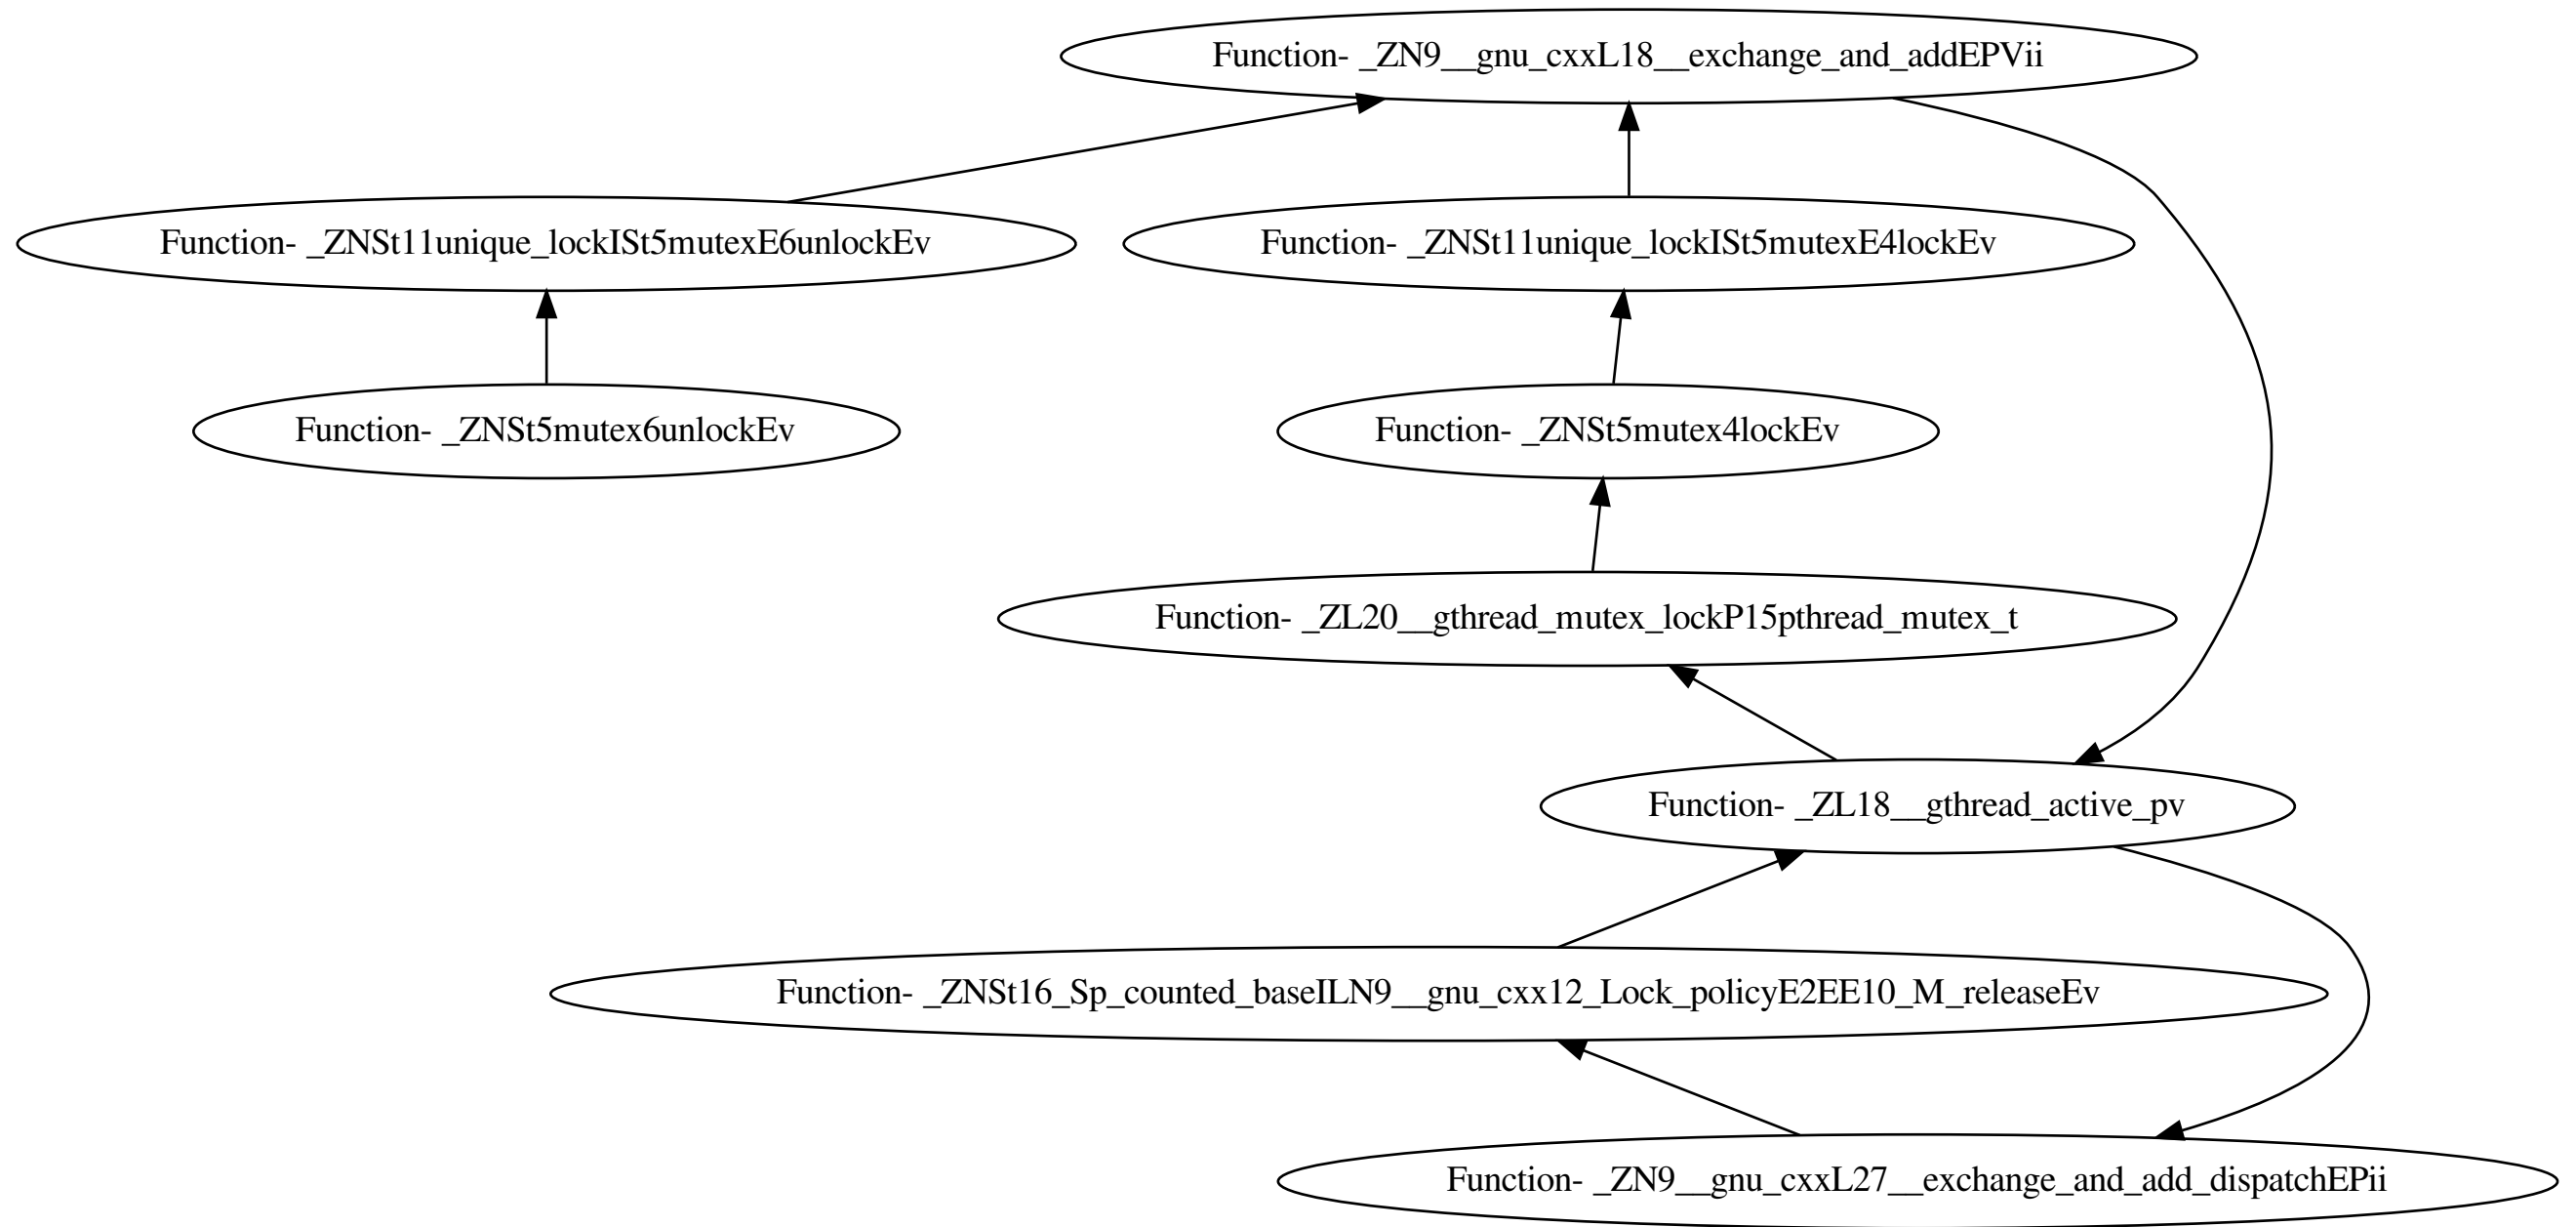 Function- _ZN9__gnu_cxxL18__exchange_and_addEPVii
Function- _ZNSt11unique_lockISt5mutexE6unlockEv
Function- _ZNSt11unique_lockISt5mutexE4lockEv
Function- _ZNSt5mutex6unlockEv
Function- _ZNSt5mutex4lockEv
Function- _ZL20__gthread_mutex_lockP15pthread_mutex_t
Function- _ZL18__gthread_active_pv
Function- _ZNSt16_Sp_counted_baseILN9__gnu_cxx12_Lock_policyE2EE10_M_releaseEv
Function- _ZN9__gnu_cxxL27__exchange_and_add_dispatchEPii